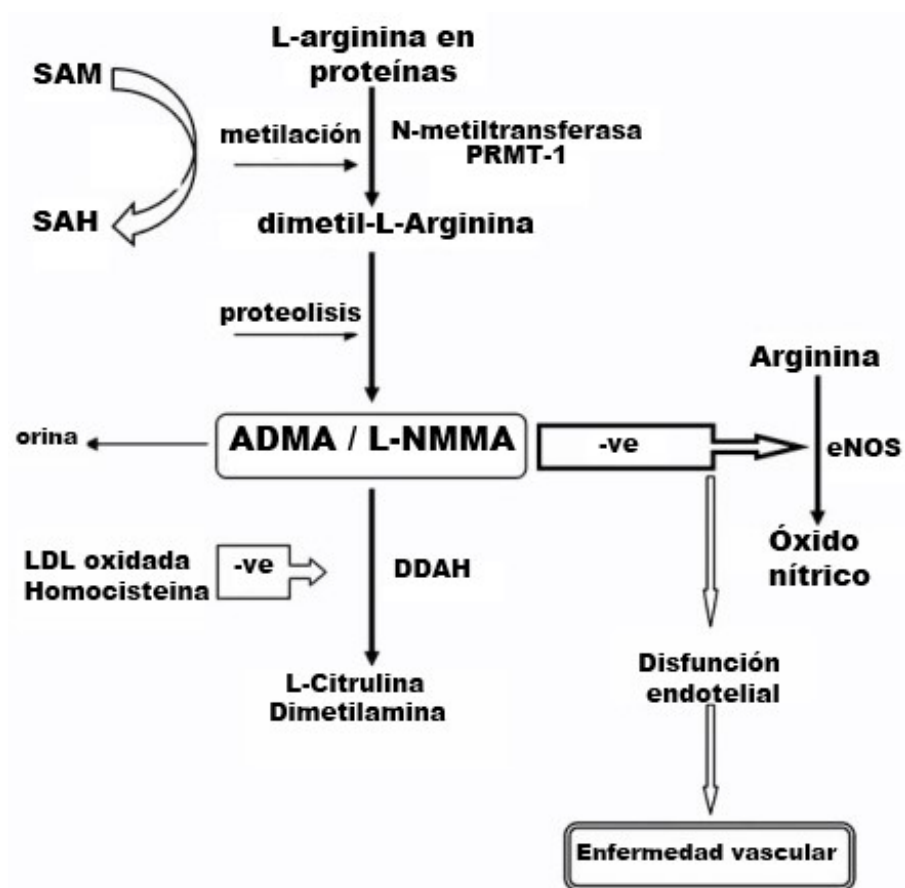 L-arginina en
proteínas
SAM
metilación
N-metiltransferasa
PRMT-1
SAH
dimetil-L-Arginina
proteolisis
Arginina
orina
ADMA / L-NMMA
-ve
eNOS
Óxido
nítrico
LDL oxidada
Homocisteina
-ve
DDAH
L-Citrulina
Dimetilamina
Disfunción
endotelial
Enfermedad vascular